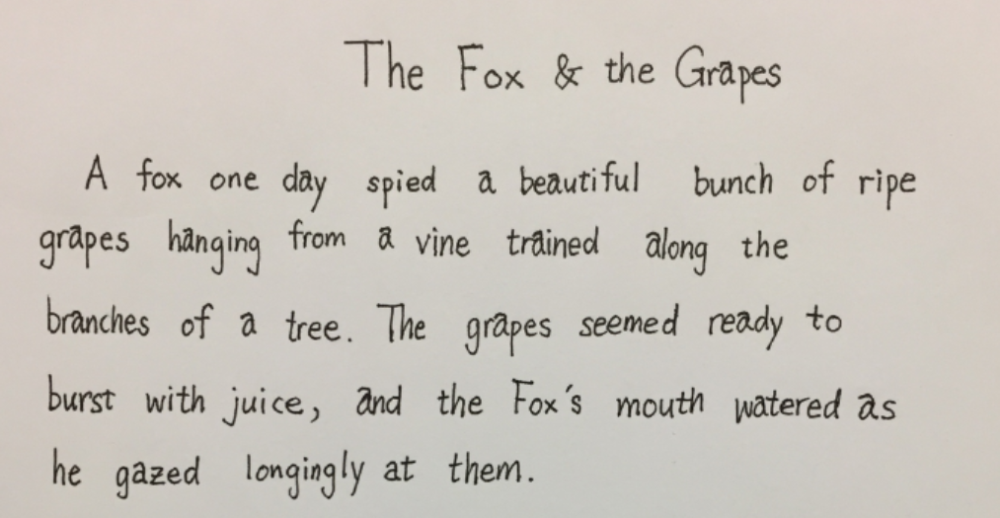 The Fox & the Grapes
A fox one day spied a beautiful bunch of ripe
grapes hanging from a vine trained along the
branches of a tree. The grapes seemed ready to
burst with juice, and the Fox's mouth watered as
he gazed longingly at them.